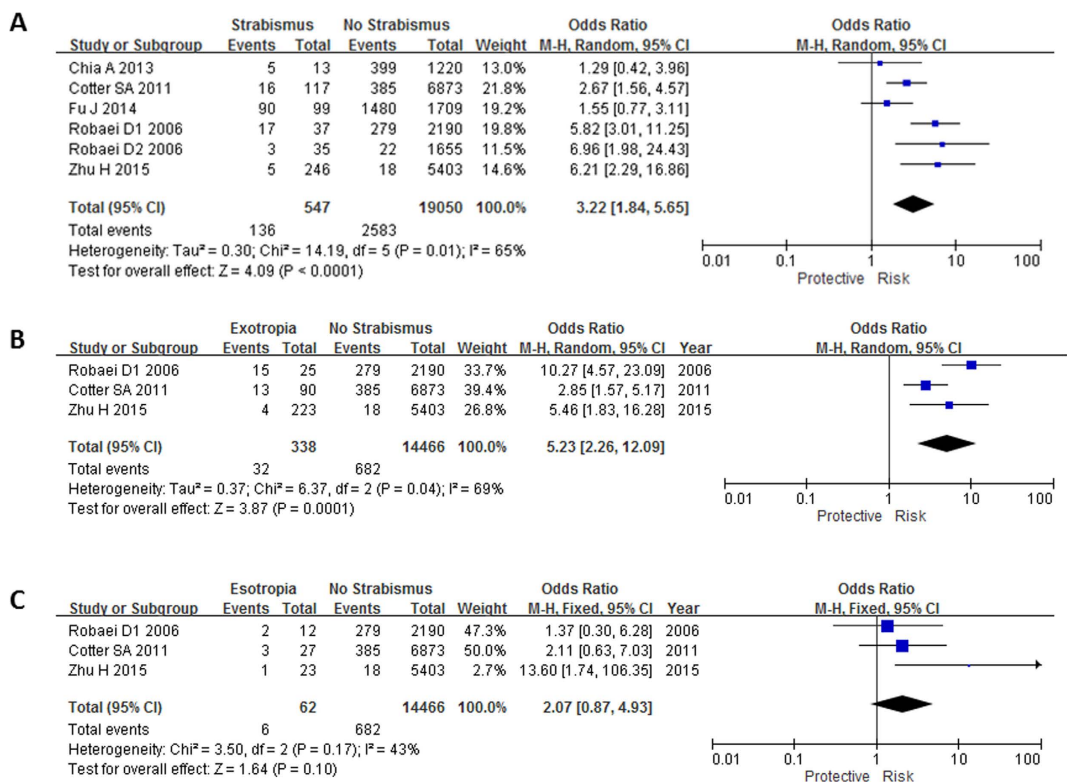 A
Strabismus No Strabismus Odds Ratio Odds Ratio
Study or Subgroup Events Total Events Total Weight M-H, Random, 95% CI M-H, Random, 95% CI
Chia A 2013 5 13 399 1220 13.0% 1.29 [0.42, 3.96]
Cotter SA 2011 16 117 385 6873 21.8% 2.67 [1.56, 4.57]
Fu J 2014 90 99 1480 1709 19.2% 1.55 [0.77, 3.11]
Robaei D1 2006 17 37 279 2190 19.8% 5.82 [3.01, 11.25]
Robaei D2 2006 3 35 22 1655 11.5% 6.96 [1.98, 24.43]
Zhu H 2015 5 246 18 5403 14.6% 6.21 [2.29, 16.86]
Total (95% CI) 547 19050 100.0% 3.22 [1.84, 5.65]
Total events 136 2583
Heterogeneity: Tau² = 0.30; Chi² = 14.19, df = 5 (P = 0.01); I² = 65%
Test for overall effect: Z = 4.09 (P < 0.0001)
0.01 0.1 1 10 100
Protective Risk
B
Exotropia No Strabismus Odds Ratio Odds Ratio
Study or Subgroup Events Total Events Total Weight M-H, Random, 95% CI Year M-H, Random, 95% CI
Robaei D1 2006 15 25 279 2190 33.7% 10.27 [4.57, 23.09] 2006
Cotter SA 2011 13 90 385 6873 39.4% 2.85 [1.57, 5.17] 2011
Zhu H 2015 4 223 18 5403 26.8% 5.46 [1.83, 16.28] 2015
Total (95% CI) 338 14466 100.0% 5.23 [2.26, 12.09]
Total events 32 682
Heterogeneity: Tau² = 0.37; Chi² = 6.37, df = 2 (P = 0.04); I² = 69%
Test for overall effect: Z = 3.87 (P = 0.0001)
0.01 0.1 1 10 100
Protective Risk
C
Esotropia No Strabismus Odds Ratio Odds Ratio
Study or Subgroup Events Total Events Total Weight M-H, Fixed, 95% CI Year M-H, Fixed, 95% CI
Robaei D1 2006 2 12 279 2190 47.3% 1.37 [0.30, 6.28] 2006
Cotter SA 2011 3 27 385 6873 50.0% 2.11 [0.63, 7.03] 2011
Zhu H 2015 1 23 18 5403 2.7% 13.60 [1.74, 106.35] 2015
Total (95% CI) 62 14466 100.0% 2.07 [0.87, 4.93]
Total events 6 682
Heterogeneity: Chi² = 3.50, df = 2 (P = 0.17); I² = 43%
Test for overall effect: Z = 1.64 (P = 0.10)
0.01 0.1 1 10 100
Protective Risk